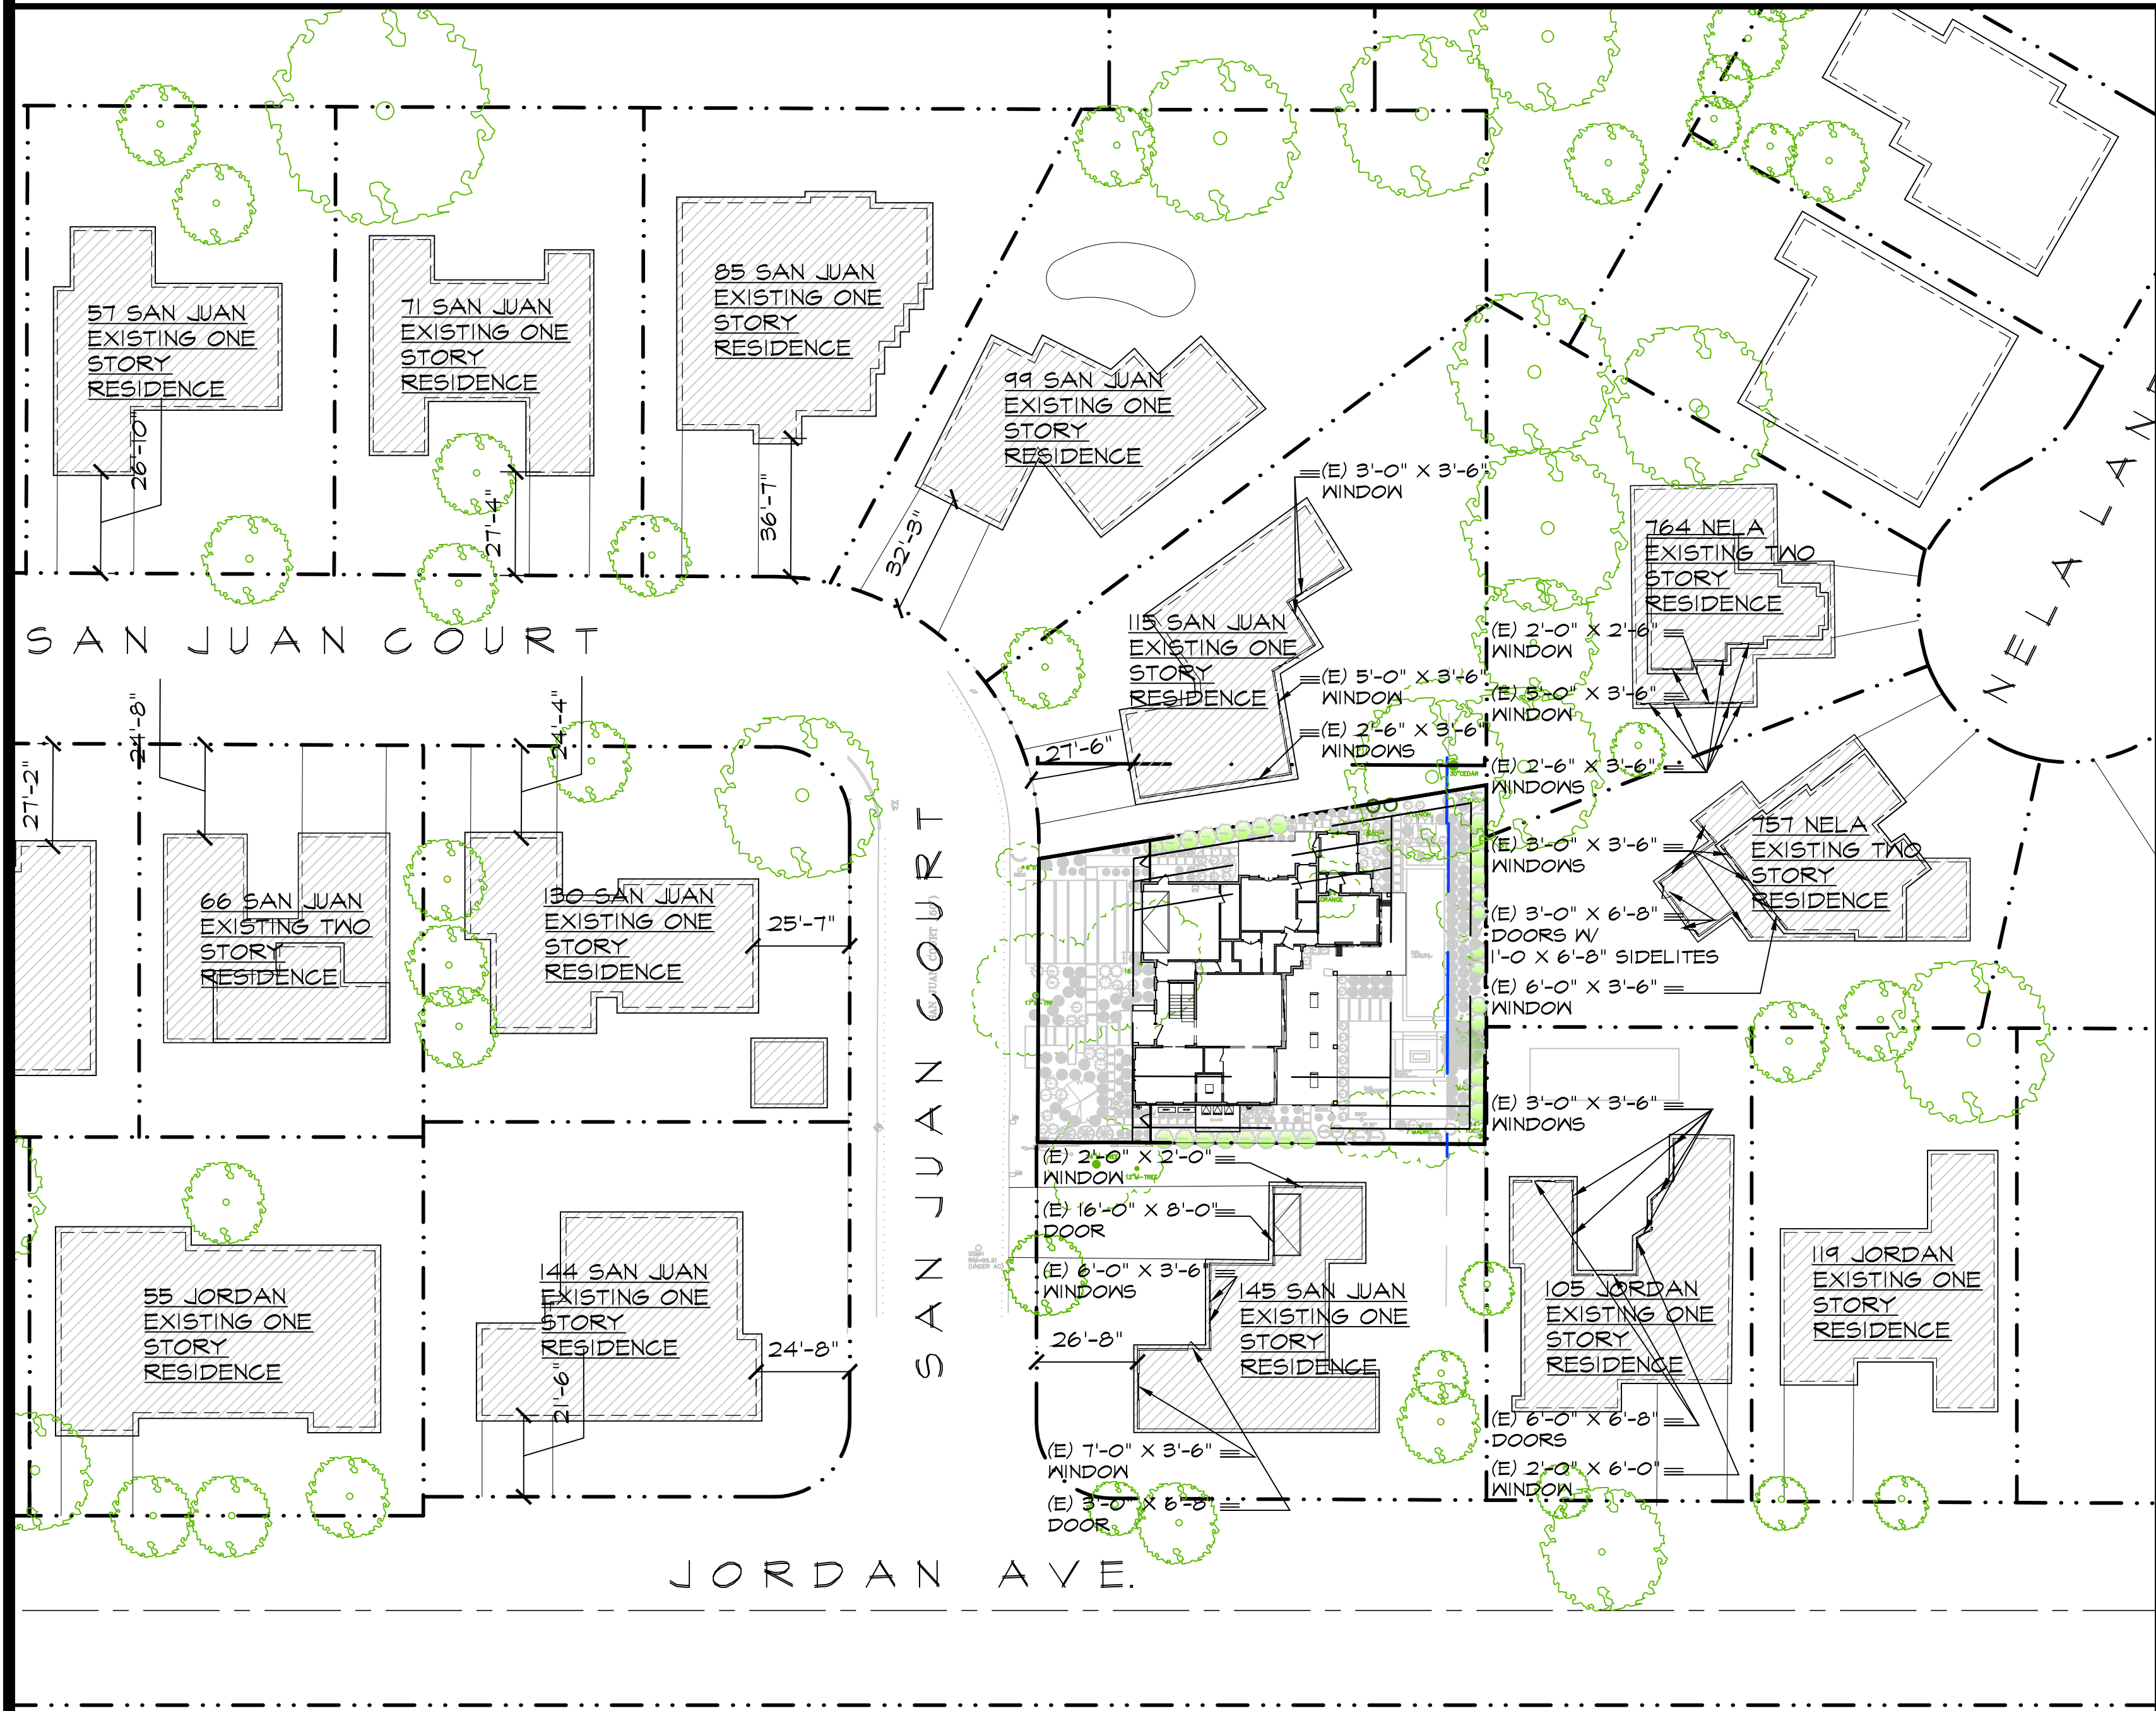 57 SAN JUAN
EXISTING ONE
STORY
RESIDENCE
26'-10"
71 SAN JUAN
EXISTING ONE
STORY
RESIDENCE
27'-4"
85 SAN JUAN
EXISTING ONE
STORY
RESIDENCE
36'-7"
99 SAN JUAN
EXISTING ONE
STORY
RESIDENCE
32'-3"
(E) 3'-0" X 3'-6"
WINDOW
115 SAN JUAN
EXISTING ONE
STORY
RESIDENCE
27'-6"
(E) 5'-0" X 3'-6"
WINDOW
(E) 2'-6" X 3'-6"
WINDOWS
764 NELA
EXISTING TWO
STORY
RESIDENCE
(E) 2'-0" X 2'-6"
WINDOW
(E) 5'-0" X 3'-6"
WINDOW
(E) 2'-6" X 3'-6"
WINDOWS
(E) 3'-0" X 3'-6"
WINDOWS
(E) 3'-0" X 6'-8"
DOORS W/
1'-0 X 6'-8" SIDELITES
(E) 6'-0" X 3'-6"
WINDOW
757 NELA
EXISTING TWO
STORY
RESIDENCE
NELA LAN
SAN JUAN COURT
27'-2"
24'-8"
24'-4"
66 SAN JUAN
EXISTING TWO
STORY
RESIDENCE
130 SAN JUAN
EXISTING ONE
STORY
RESIDENCE
25'-7"
SAN JUAN COURT
30"CEDAR
ORANGE
(E) 3'-0" X 3'-6"
WINDOWS
(E) 2'-0" X 2'-0"
WINDOW
12"M-TREE
(E) 16'-0" X 8'-0"
DOOR
(E) 6'-0" X 3'-6"
WINDOWS
SSMH
(UNDER AC)
55 JORDAN
EXISTING ONE
STORY
RESIDENCE
144 SAN JUAN
EXISTING ONE
STORY
RESIDENCE
24'-8"
21'-6"
26'-8"
145 SAN JUAN
EXISTING ONE
STORY
RESIDENCE
105 JORDAN
EXISTING ONE
STORY
RESIDENCE
119 JORDAN
EXISTING ONE
STORY
RESIDENCE
(E) 6'-0" X 6'-8"
DOORS
(E) 2'-0" X 6'-0"
WINDOW
(E) 7'-0" X 3'-6"
WINDOW
(E) 3'-0" X 6'-8"
DOOR
JORDAN AVE.